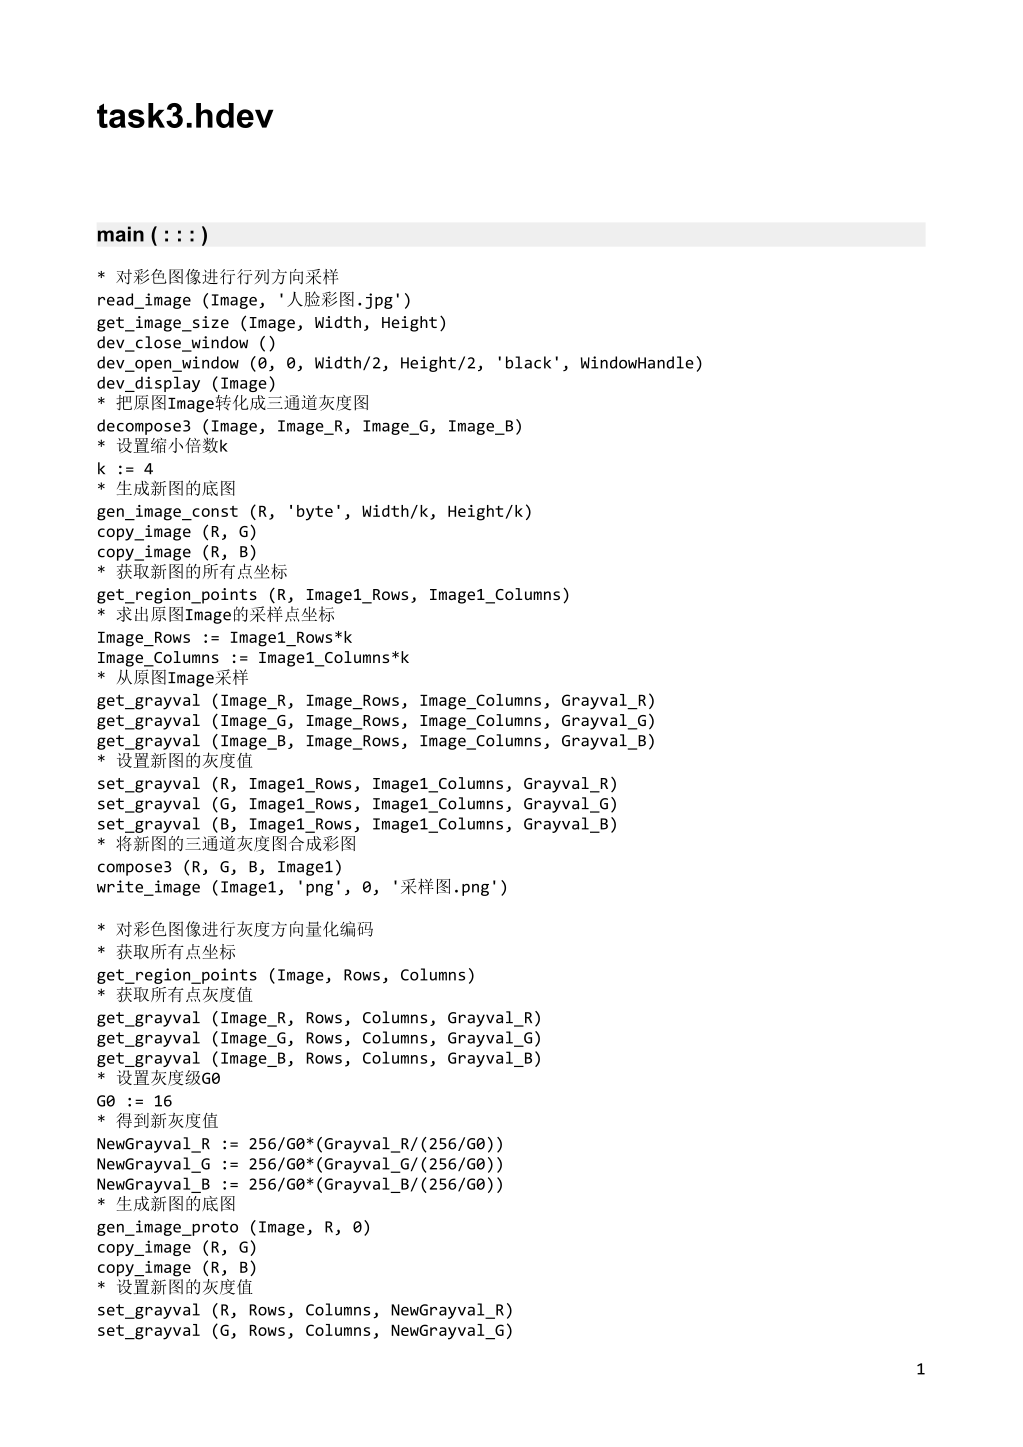 task3.hdev
main ( : : : )
* 对彩色图像进行行列方向采样
read_image (Image, '人脸彩图.jpg')
get_image_size (Image, Width, Height)
dev_close_window ()
dev_open_window (0, 0, Width/2, Height/2, 'black', WindowHandle)
dev_display (Image)
* 把原图Image转化成三通道灰度图
decompose3 (Image, Image_R, Image_G, Image_B)
* 设置缩小倍数k
k := 4
* 生成新图的底图
gen_image_const (R, 'byte', Width/k, Height/k)
copy_image (R, G)
copy_image (R, B)
* 获取新图的所有点坐标
get_region_points (R, Image1_Rows, Image1_Columns)
* 求出原图Image的采样点坐标
Image_Rows := Image1_Rows*k
Image_Columns := Image1_Columns*k
* 从原图Image采样
get_grayval (Image_R, Image_Rows, Image_Columns, Grayval_R)
get_grayval (Image_G, Image_Rows, Image_Columns, Grayval_G)
get_grayval (Image_B, Image_Rows, Image_Columns, Grayval_B)
* 设置新图的灰度值
set_grayval (R, Image1_Rows, Image1_Columns, Grayval_R)
set_grayval (G, Image1_Rows, Image1_Columns, Grayval_G)
set_grayval (B, Image1_Rows, Image1_Columns, Grayval_B)
* 将新图的三通道灰度图合成彩图
compose3 (R, G, B, Image1)
write_image (Image1, 'png', 0, '采样图.png')
* 对彩色图像进行灰度方向量化编码
* 获取所有点坐标
get_region_points (Image, Rows, Columns)
* 获取所有点灰度值
get_grayval (Image_R, Rows, Columns, Grayval_R)
get_grayval (Image_G, Rows, Columns, Grayval_G)
get_grayval (Image_B, Rows, Columns, Grayval_B)
* 设置灰度级G0
G0 := 16
* 得到新灰度值
NewGrayval_R := 256/G0*(Grayval_R/(256/G0))
NewGrayval_G := 256/G0*(Grayval_G/(256/G0))
NewGrayval_B := 256/G0*(Grayval_B/(256/G0))
* 生成新图的底图
gen_image_proto (Image, R, 0)
copy_image (R, G)
copy_image (R, B)
* 设置新图的灰度值
set_grayval (R, Rows, Columns, NewGrayval_R)
set_grayval (G, Rows, Columns, NewGrayval_G)
1